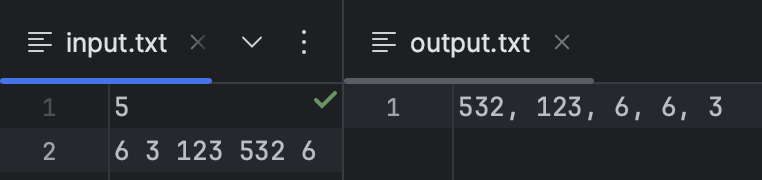 input.txt
output.txt
1 5
2 6 3 123 532 6
1 532, 123, 6, 6, 3